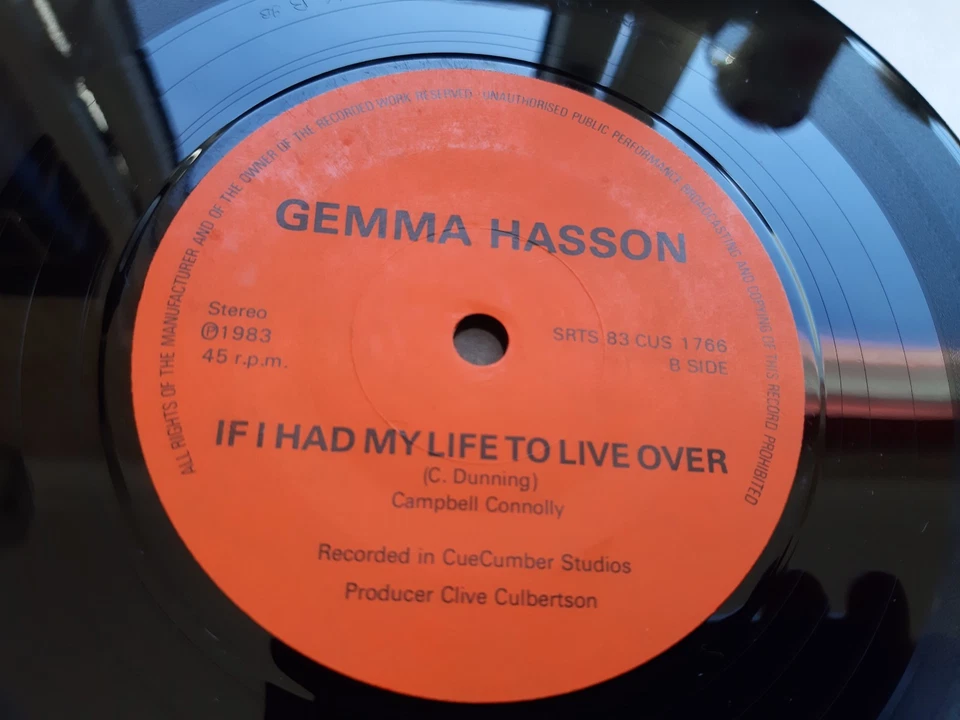 ALL RIGHTS OF THE MANUFACTURER AND OF THE OWNER OF THE RECORDED WORK RESERVED. UNAUTHORISED PUBLIC PERFORMANCE BROADCASTING AND COPYING OF THIS RECORD PROHIBITED
GEMMA HASSON
Stereo
℗1983
45 r.p.m.
SRTS 83 CUS 1766
B SIDE
IF I HAD MY LIFE TO LIVE OVER
(C. Dunning)
Campbell Connolly
Recorded in CueCumber Studios
Producer Clive Culbertson